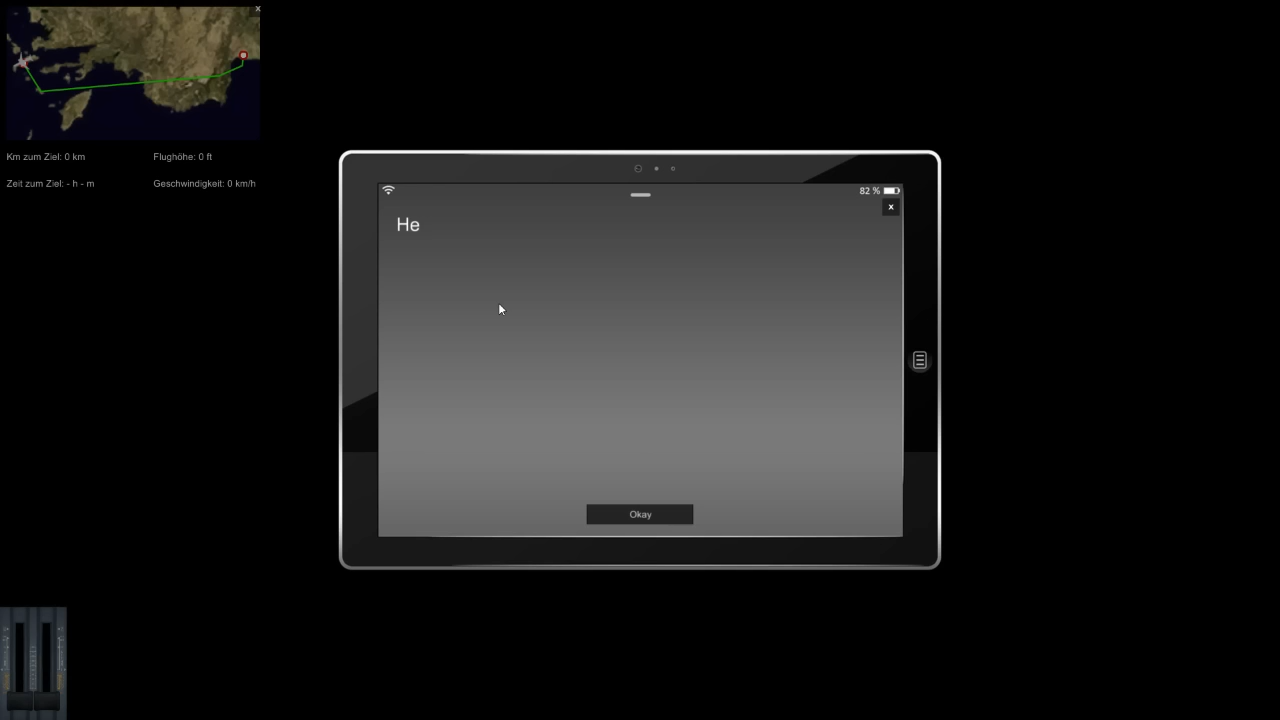 x
Km zum Ziel: 0 km Flughöhe: 0 ft
Zeit zum Ziel: - h - m Geschwindigkeit: 0 km/h
82 %
x
He
Okay